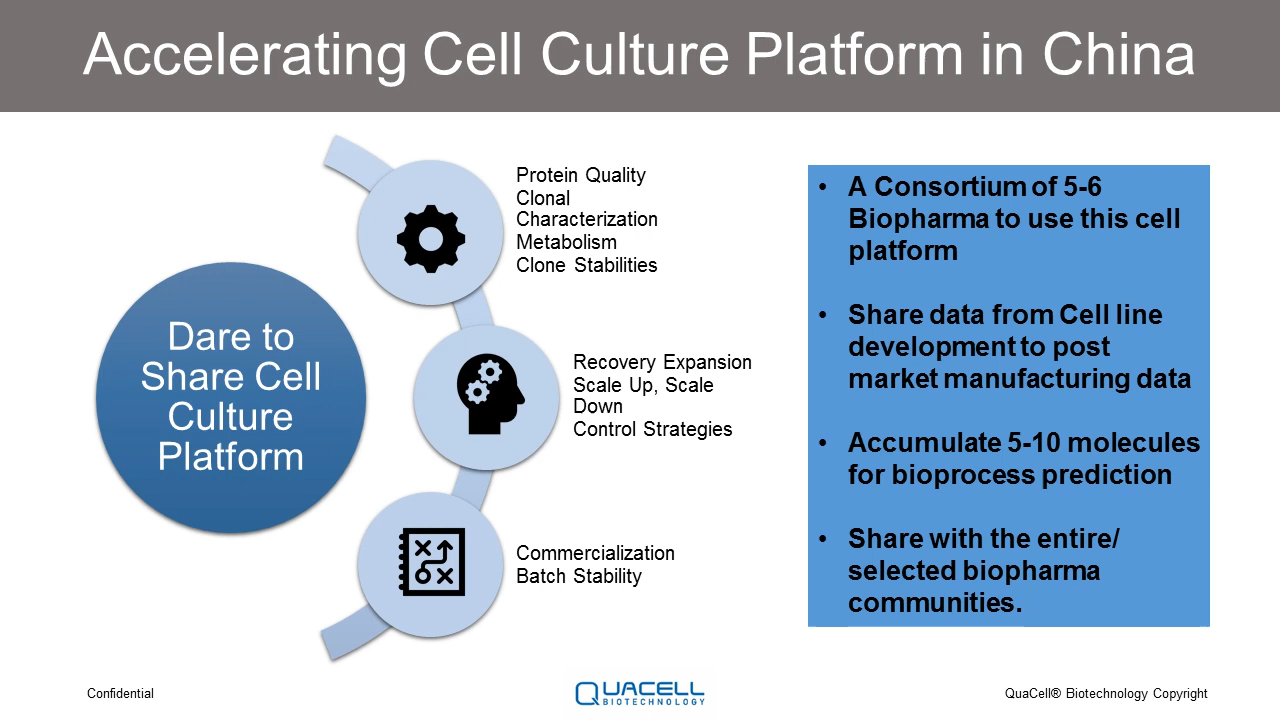 Accelerating Cell Culture Platform in China
Dare to
Share Cell
Culture
Platform
Protein Quality
Clonal
Characterization
Metabolism
Clone Stabilities
Recovery Expansion
Scale Up, Scale
Down
Control Strategies
Commercialization
Batch Stability
• A Consortium of 5-6
Biopharma to use this cell
platform
• Share data from Cell line
development to post
market manufacturing data
• Accumulate 5-10 molecules
for bioprocess prediction
• Share with the entire/
selected biopharma
communities.
Confidential
QUACELL
BIOTECHNOLOGY
QuaCell® Biotechnology Copyright